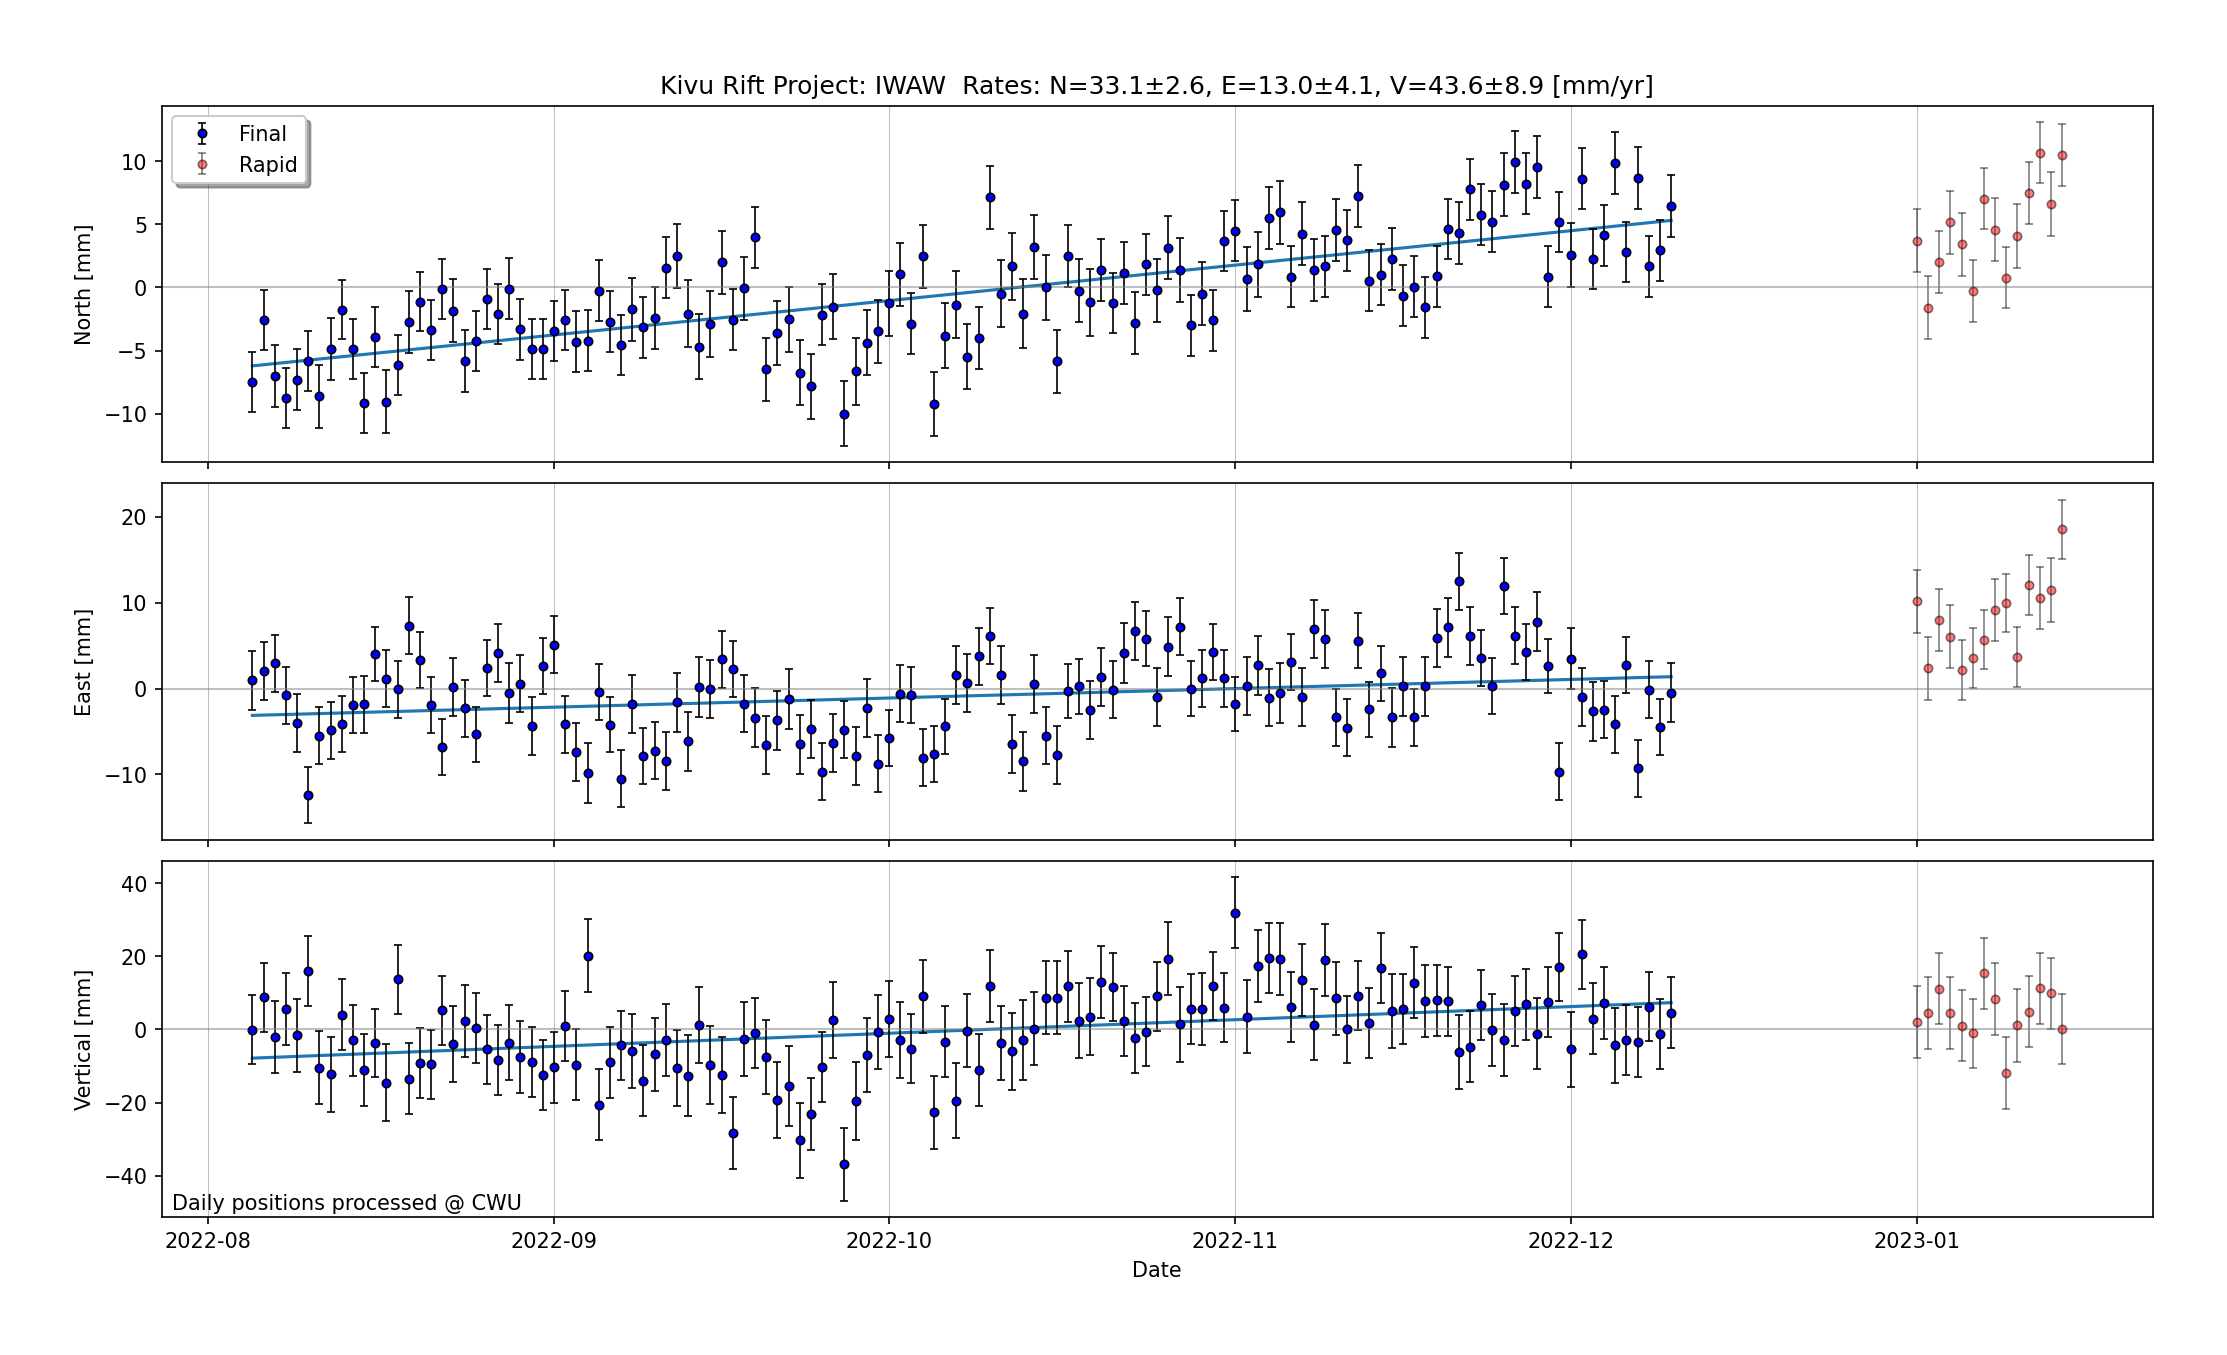 Kivu Rift Project: IWAW  Rates: N=33.1±2.6, E=13.0±4.1, V=43.6±8.9 [mm/yr]
Final
Rapid
North [mm]
10
5
0
−5
−10
East [mm]
20
10
0
−10
Vertical [mm]
40
20
0
−20
−40
Daily positions processed @ CWU
2022-08 2022-09 2022-10 2022-11 2022-12 2023-01
Date